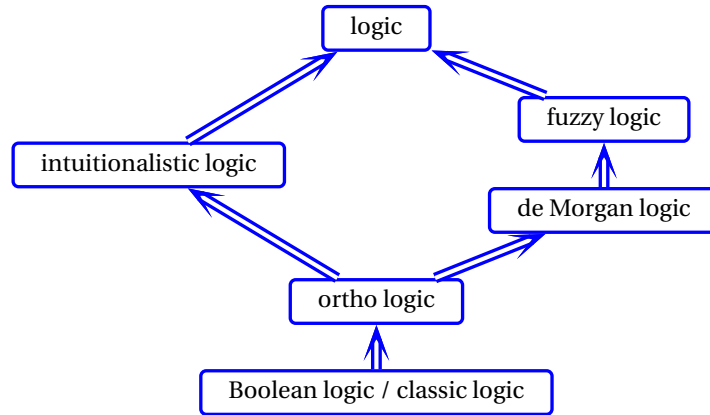 logic
fuzzy logic
intuitionalistic logic
de Morgan logic
ortho logic
Boolean logic / classic logic